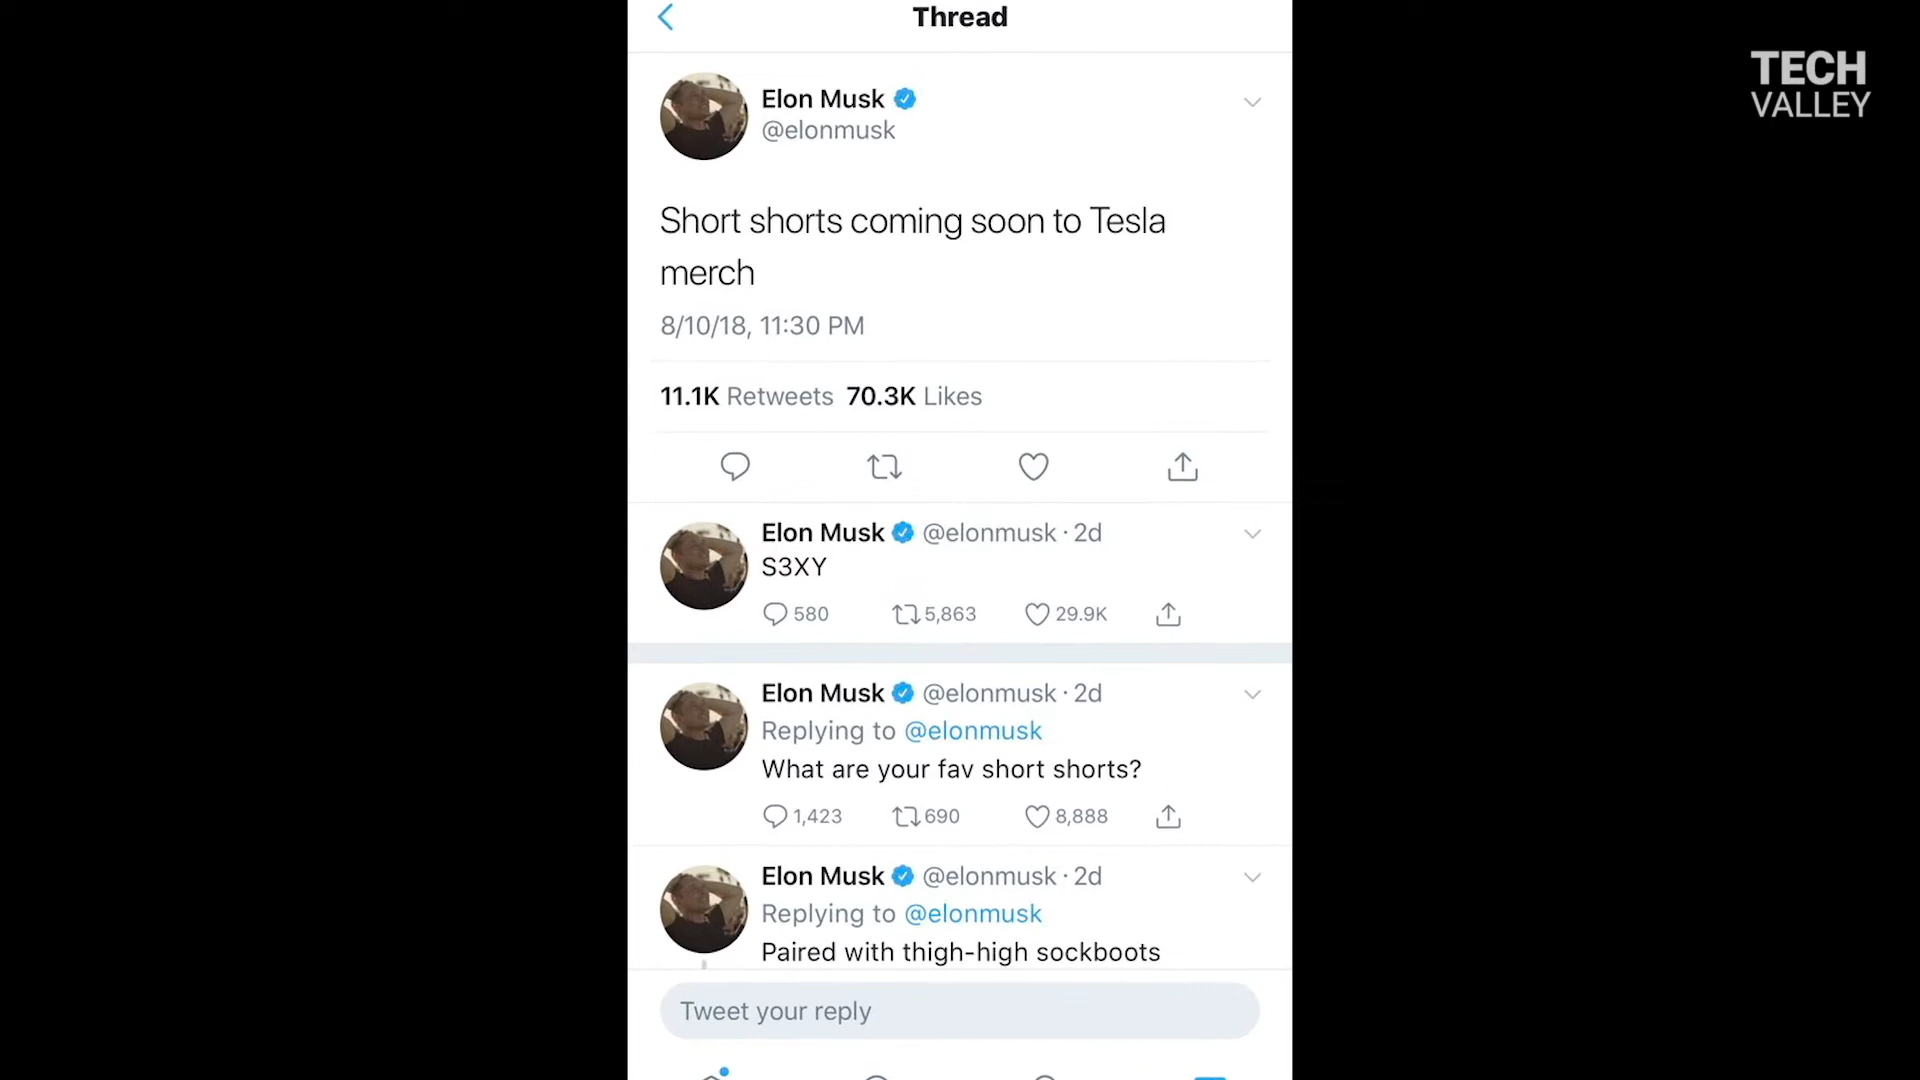 Thread
TECH
VALLEY
Elon Musk
@elonmusk
Short shorts coming soon to Tesla
merch
8/10/18, 11:30 PM
11.1K Retweets 70.3K Likes
Elon Musk @elonmusk · 2d
S3XY
580 5,863 29.9K
Elon Musk @elonmusk · 2d
Replying to @elonmusk
What are your fav short shorts?
1,423 690 8,888
Elon Musk @elonmusk · 2d
Replying to @elonmusk
Paired with thigh-high sockboots
Tweet your reply